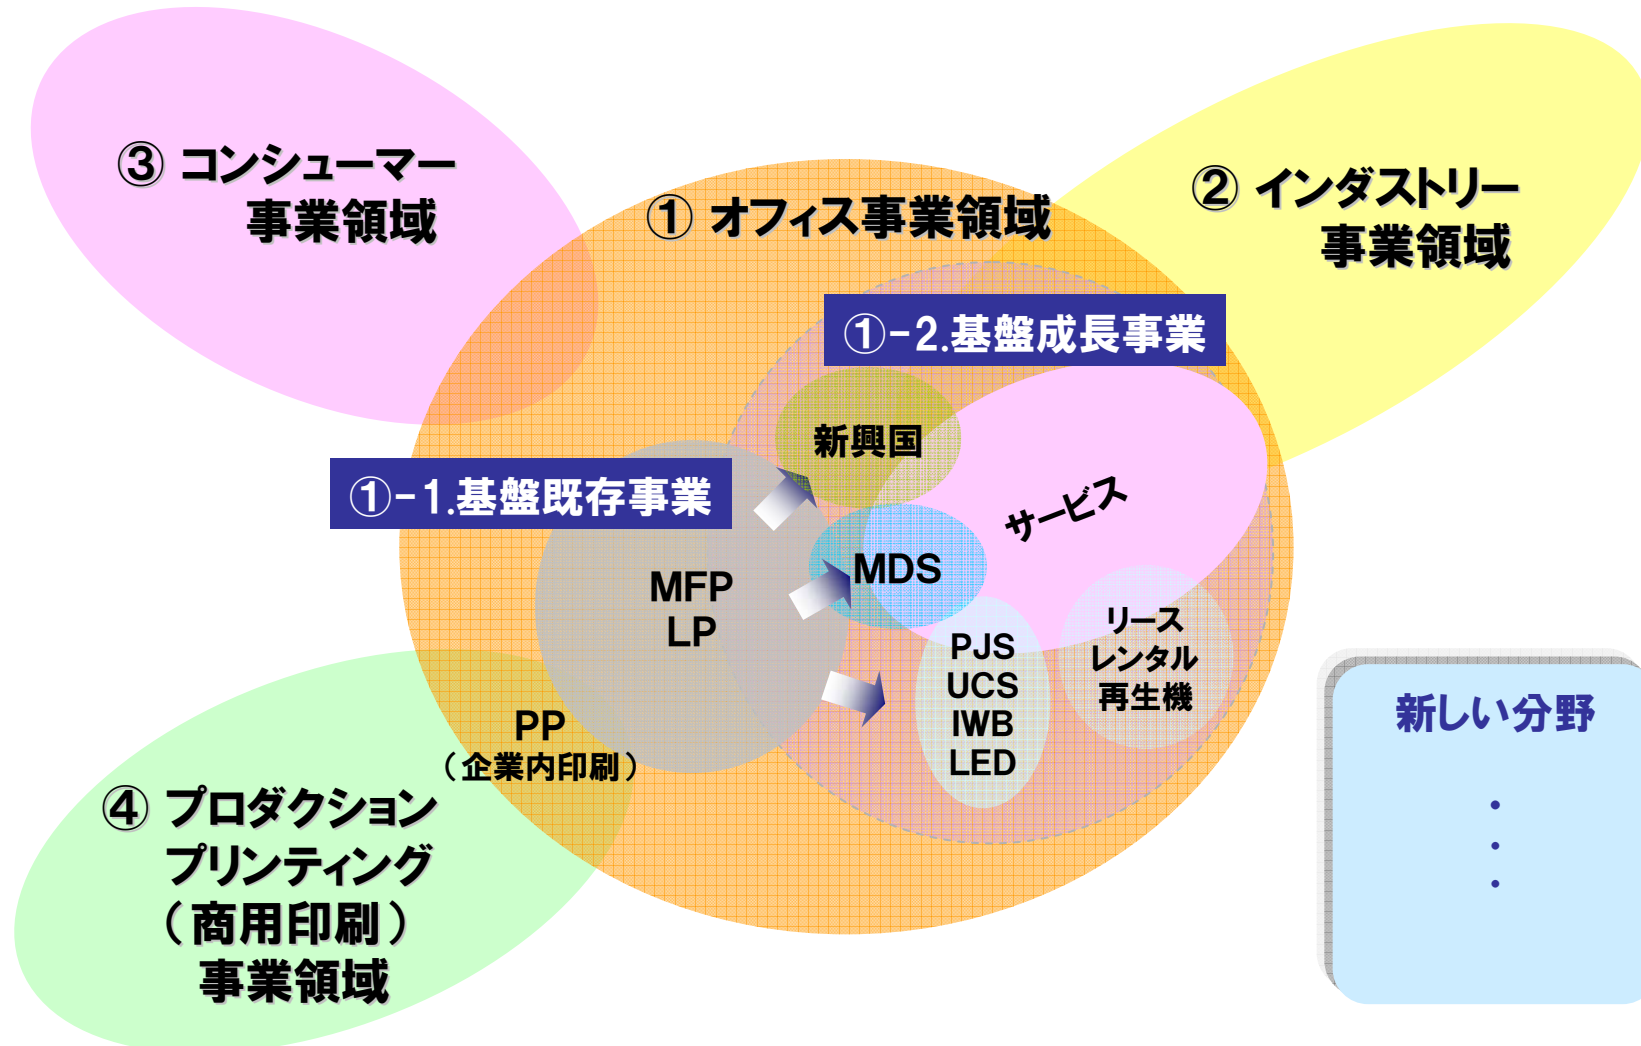 ③ コンシューマー
事業領域
① オフィス事業領域
② インダストリー
事業領域
①-2.基盤成長事業
新興国
①-1.基盤既存事業
サービス
MDS
MFP
LP
PJS
UCS
IWB
LED
リース
レンタル
再生機
PP
（企業内印刷）
④ プロダクション
プリンティング
（商用印刷）
事業領域
新しい分野
・
・
・